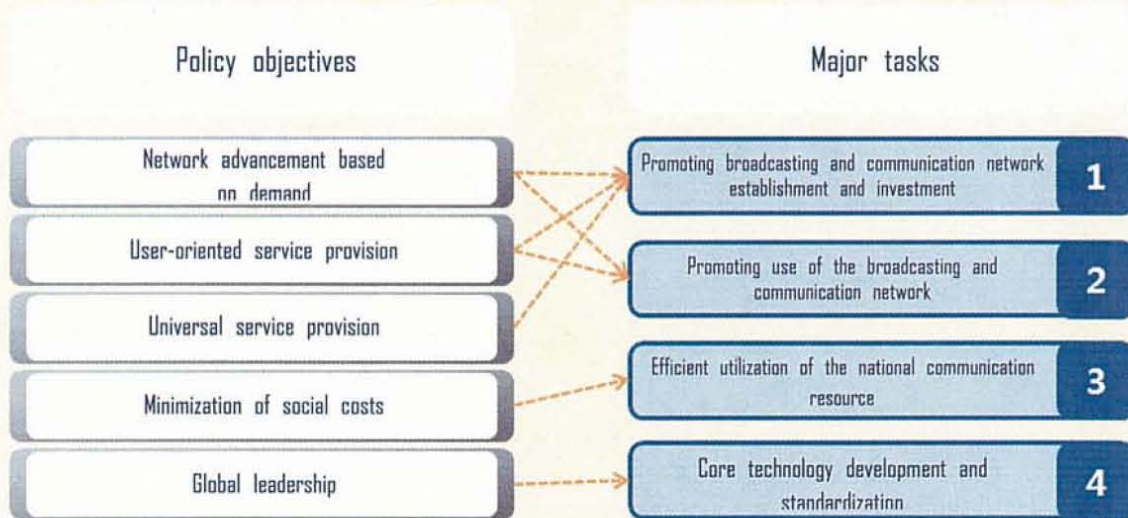 Policy objectives
Major tasks
Network advancement based
on demand
User-oriented service provision
Universal service provision
Minimization of social costs
Global leadership
Promoting broadcasting and communication network
establishment and investment
1
Promoting use of the broadcasting and
communication network
2
Efficient utilization of the national communication
resource
3
Core technology development and
standardization
4